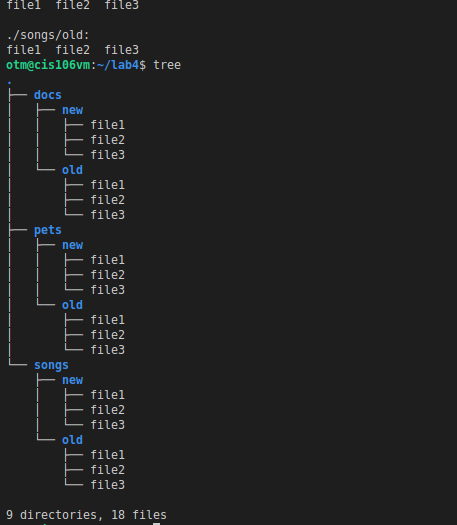 file1  file2  file3

./songs/old:
file1  file2  file3
otm@cis106vm:~/lab4$ tree
.
├── docs
│   ├── new
│   │   ├── file1
│   │   ├── file2
│   │   └── file3
│   └── old
│       ├── file1
│       ├── file2
│       └── file3
├── pets
│   ├── new
│   │   ├── file1
│   │   ├── file2
│   │   └── file3
│   └── old
│       ├── file1
│       ├── file2
│       └── file3
└── songs
    ├── new
    │   ├── file1
    │   ├── file2
    │   └── file3
    └── old
        ├── file1
        ├── file2
        └── file3

9 directories, 18 files